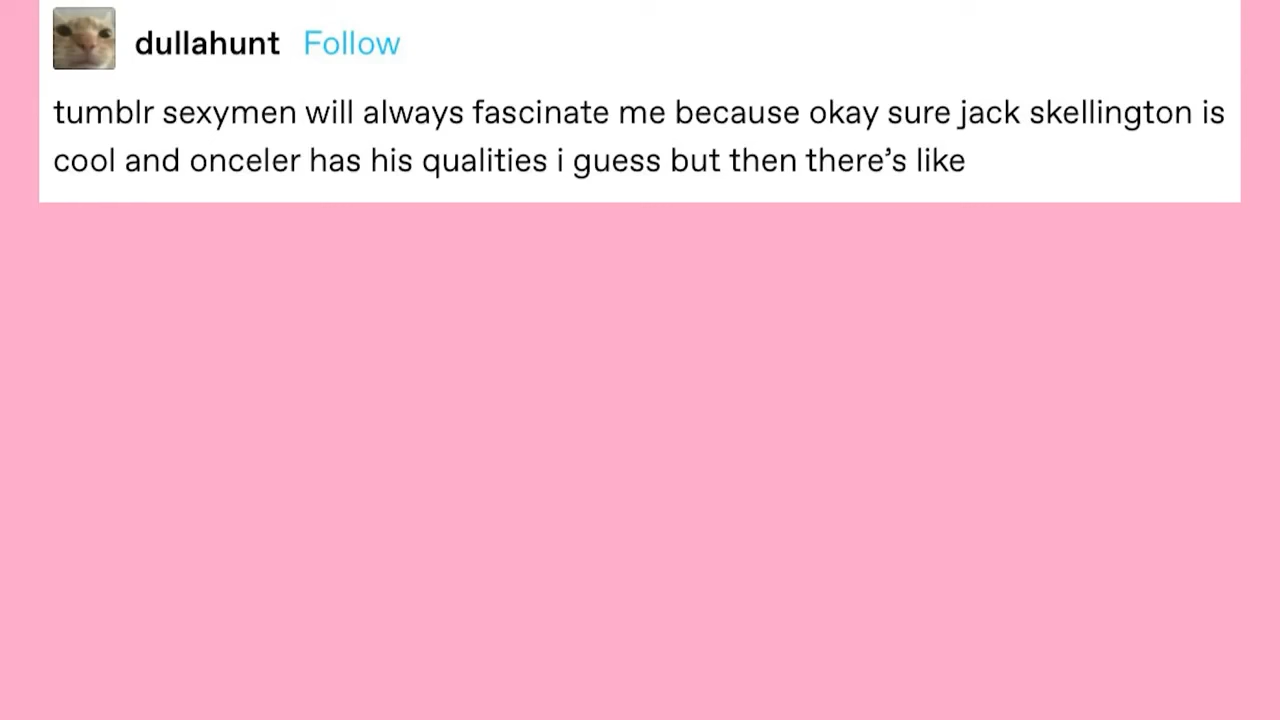 dullahunt Follow
tumblr sexymen will always fascinate me because okay sure jack skellington is
cool and onceler has his qualities i guess but then there’s like